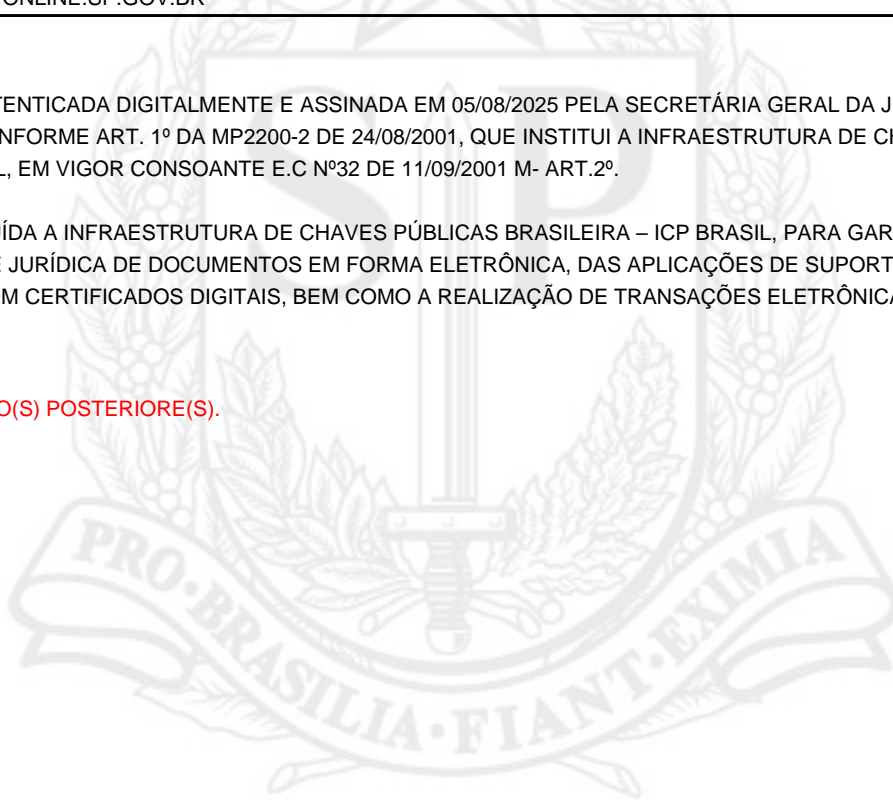 ONLINE.SP.GOV.BR
TENTICADA DIGITALMENTE E ASSINADA EM 05/08/2025 PELA SECRETÁRIA GERAL DA J
NFORME ART. 1º DA MP2200-2 DE 24/08/2001, QUE INSTITUI A INFRAESTRUTURA DE C
L, EM VIGOR CONSOANTE E.C Nº32 DE 11/09/2001 M- ART.2º.
UÍDA A INFRAESTRUTURA DE CHAVES PÚBLICAS BRASILEIRA – ICP BRASIL, PARA GAR
E JURÍDICA DE DOCUMENTOS EM FORMA ELETRÔNICA, DAS APLICAÇÕES DE SUPORT
M CERTIFICADOS DIGITAIS, BEM COMO A REALIZAÇÃO DE TRANSAÇÕES ELETRÔNICA
O(S) POSTERIORE(S).
SP
PRO·BRASILIA·FIANT·EXIMIA